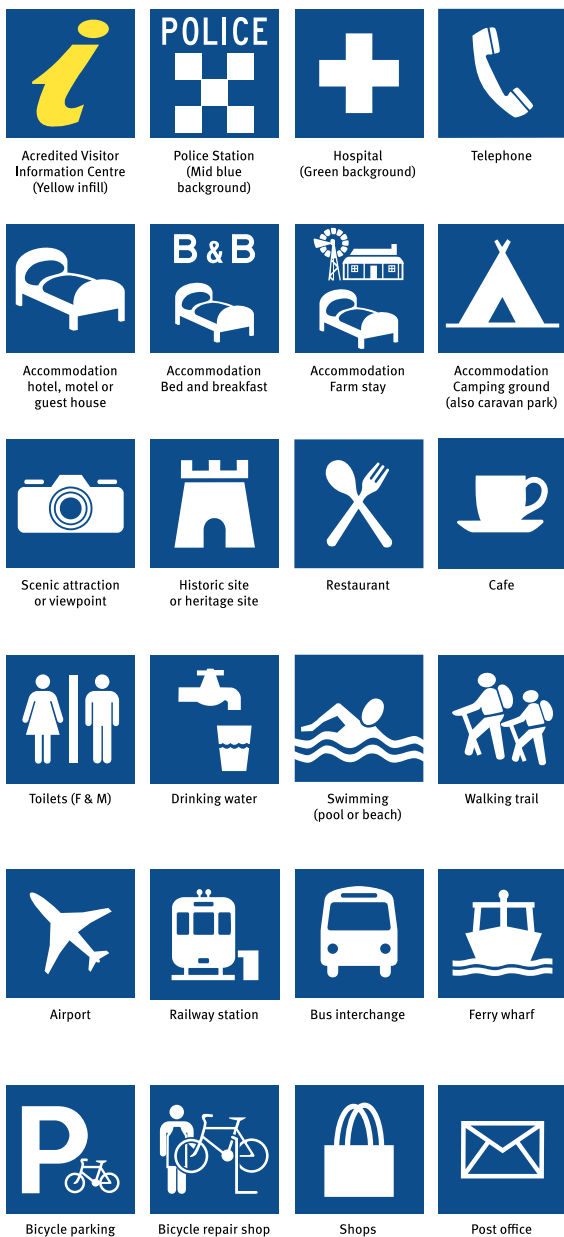 POLICE
Acredited Visitor
Information Centre
(Yellow infill)
Police Station
(Mid blue
background)
Hospital
(Green background)
Telephone
B & B
Accommodation
hotel, motel or
guest house
Accommodation
Bed and breakfast
Accommodation
Farm stay
Accommodation
Camping ground
(also caravan park)
Scenic attraction
or viewpoint
Historic site
or heritage site
Restaurant
Cafe
Toilets (F & M)
Drinking water
Swimming
(pool or beach)
Walking trail
Airport
Railway station
Bus interchange
Ferry wharf
P
Bicycle parking
Bicycle repair shop
Shops
Post office